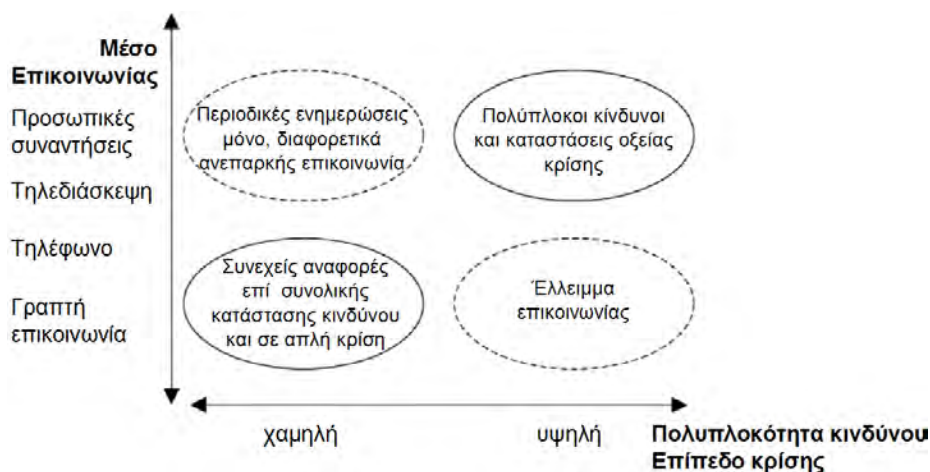 Μέσο
Επικοινωνίας
Προσωπικές
συναντήσεις
Τηλεδιάσκεψη
Τηλέφωνο
Γραπτή
επικοινωνία
Περιοδικές ενημερώσεις
μόνο, διαφορετικά
ανεπαρκής επικοινωνία
Πολύπλοκοι κίνδυνοι
και καταστάσεις οξείας
κρίσης
Συνεχείς αναφορές
επί συνολικής
κατάστασης κινδύνου
και σε απλή κρίση
Έλλειμμα
επικοινωνίας
χαμηλή
υψηλή
Πολυπλοκότητα κινδύνου
Επίπεδο κρίσης